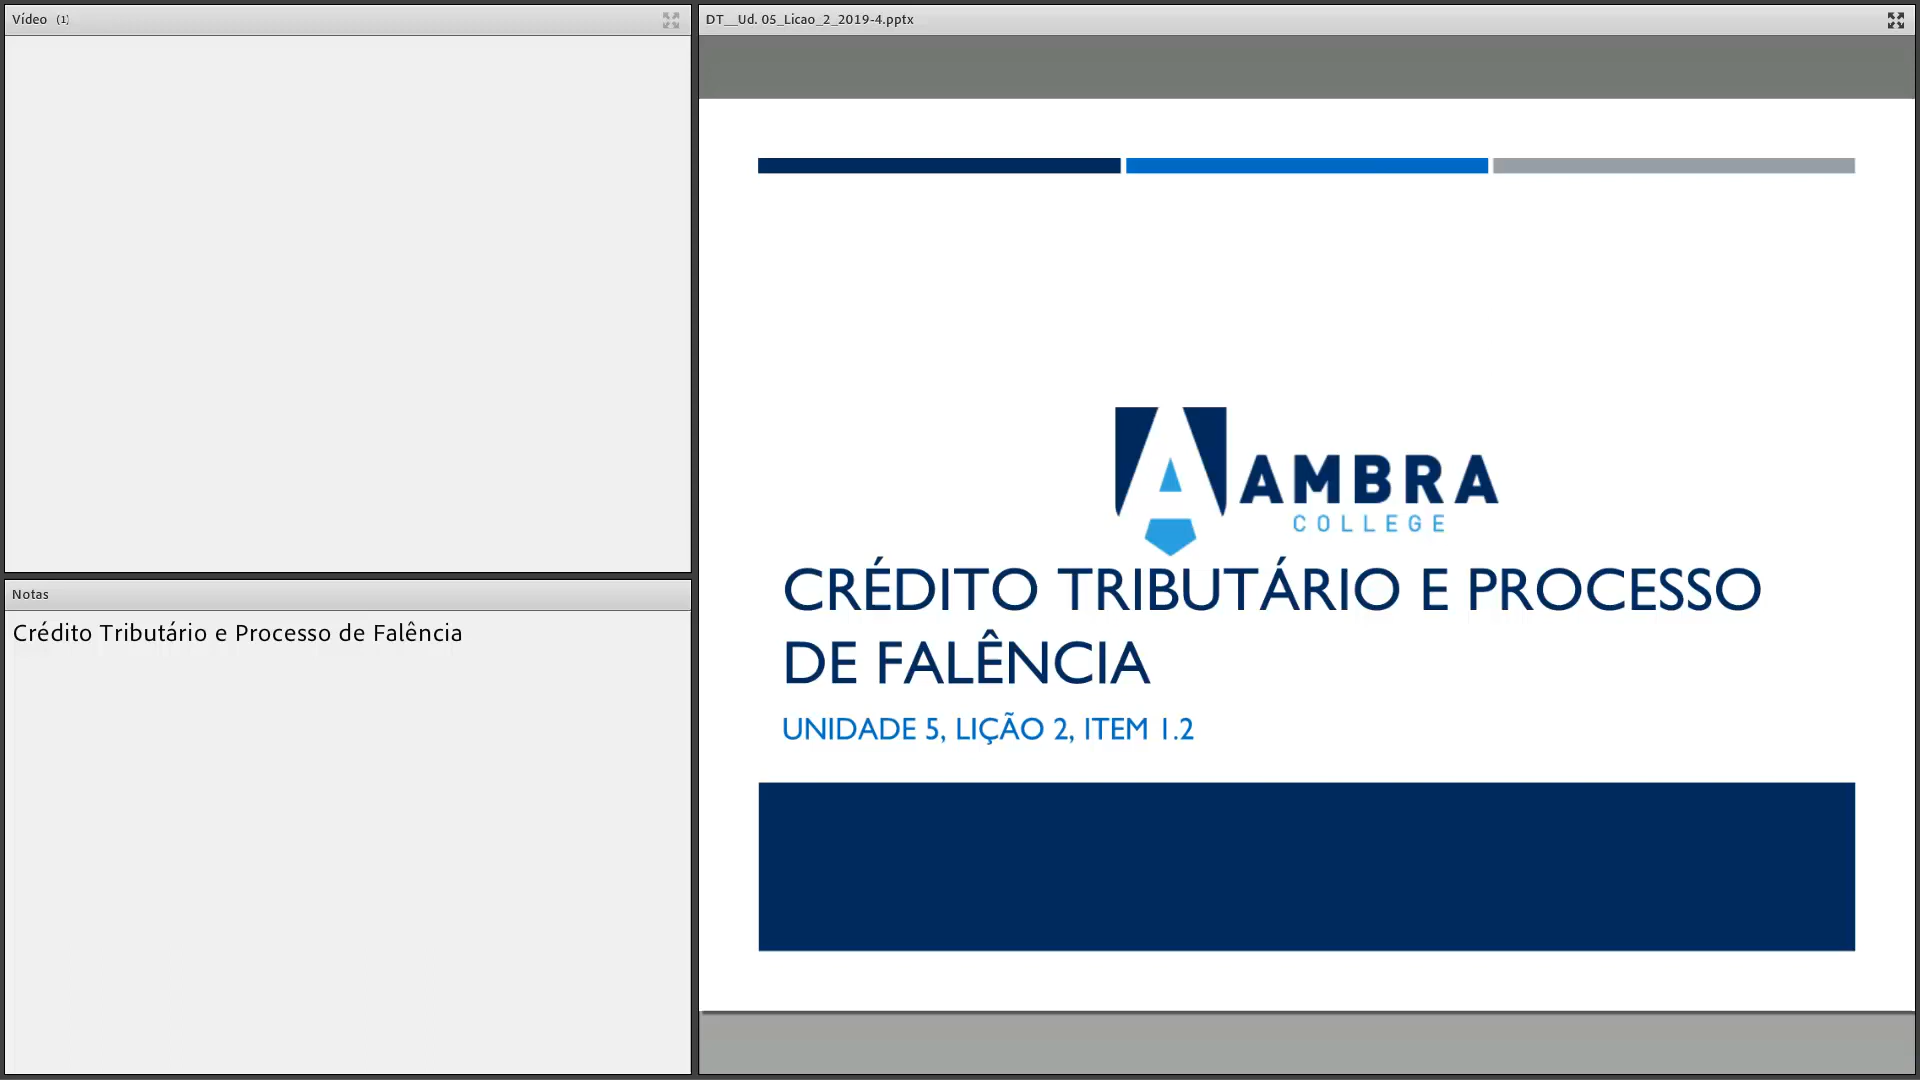 Vídeo (1)
DT__Ud. 05_Licao_2_2019-4.pptx
AMBRA
COLLEGE
CRÉDITO TRIBUTÁRIO E PROCESSO
DE FALÊNCIA
UNIDADE 5, LIÇÃO 2, ITEM 1.2
Notas
Crédito Tributário e Processo de Falência